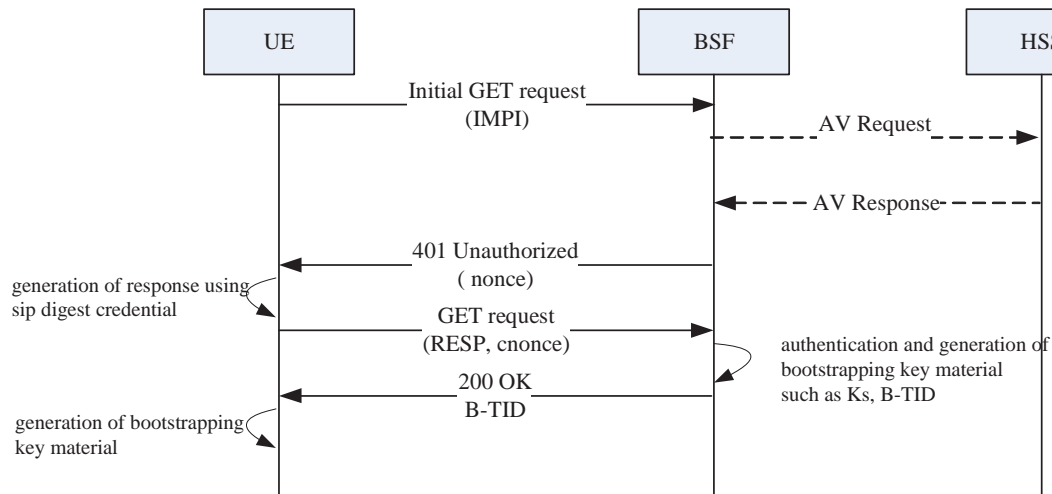 UE
BSF
HSS
Initial GET request
(IMPI)
AV Request
AV Response
401 Unauthorized
( nonce)
generation of response using
sip digest credential
GET request
(RESP, cnonce)
authentication and generation of
bootstrapping key material
such as Ks, B-TID
200 OK
B-TID
generation of bootstrapping
key material